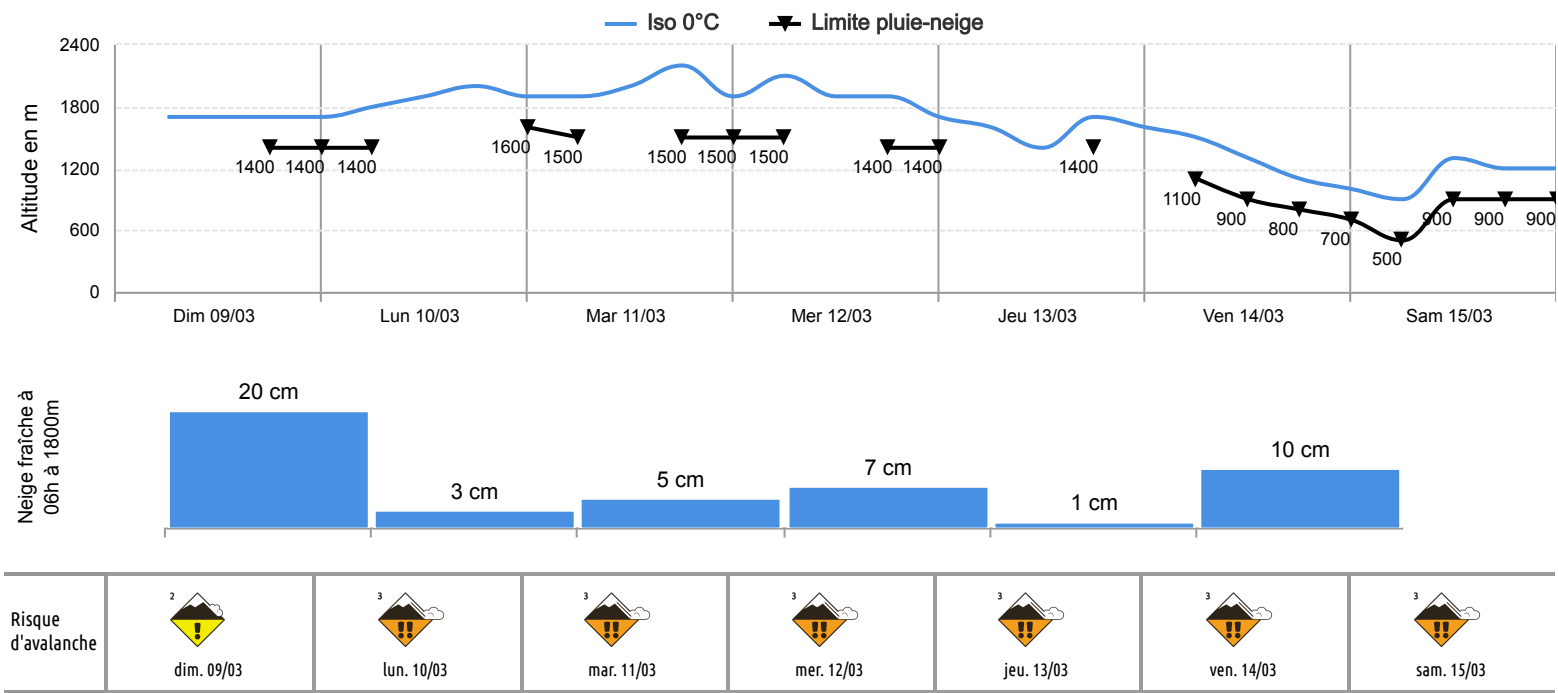 Iso 0°C Limite pluie-neige
Altitude en m
2400
1800
1200
600
0
1400 1400 1400 1600 1500 1500 1500 1500 1400 1400 1400 1100 900 800 700 500 900 900 900
Dim 09/03 Lun 10/03 Mar 11/03 Mer 12/03 Jeu 13/03 Ven 14/03 Sam 15/03
Neige fraîche à
06h à 1800m
20 cm 3 cm 5 cm 7 cm 1 cm 10 cm
Risque
d'avalanche
2 3 3 3 3 3 3
! !! !! !! !! !! !!
dim. 09/03 lun. 10/03 mar. 11/03 mer. 12/03 jeu. 13/03 ven. 14/03 sam. 15/03